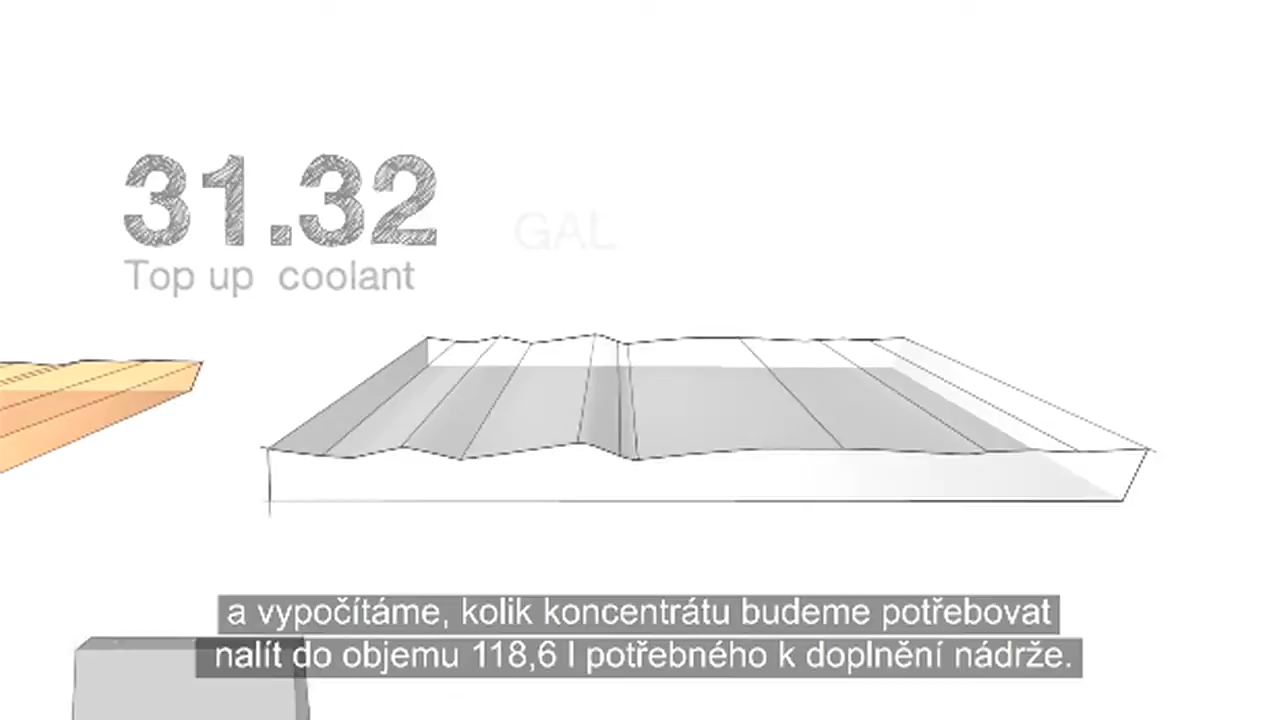 31.32
GAL
Top up coolant
a vypočítáme, kolik koncentrátu budeme potřebovat
nalít do objemu 118,6 l potřebného k doplnění nádrže.